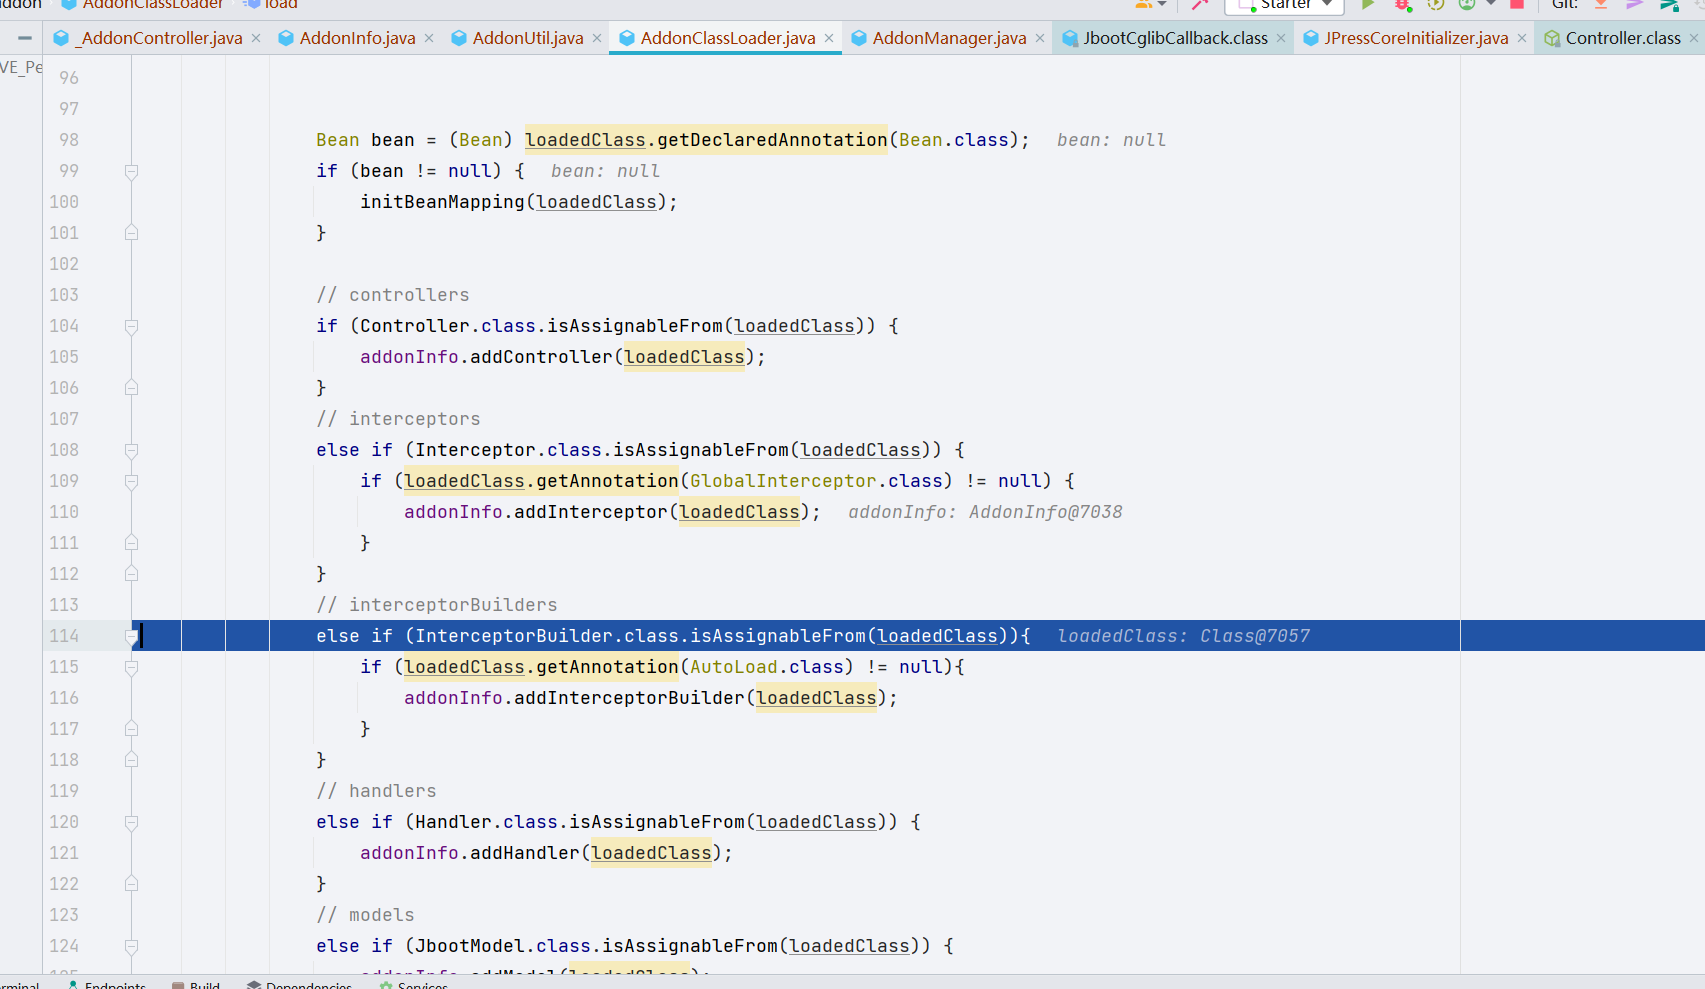 addon AddonClassLoader load Starter Git:
_AddonController.java AddonInfo.java AddonUtil.java AddonClassLoader.java AddonManager.java JbootCglibCallback.class JPressCoreInitializer.java Controller.class
VE_Pe
96
97
98 Bean bean = (Bean) loadedClass.getDeclaredAnnotation(Bean.class); bean: null
99 if (bean != null) { bean: null
100 initBeanMapping(loadedClass);
101 }
102
103 // controllers
104 if (Controller.class.isAssignableFrom(loadedClass)) {
105 addonInfo.addController(loadedClass);
106 }
107 // interceptors
108 else if (Interceptor.class.isAssignableFrom(loadedClass)) {
109 if (loadedClass.getAnnotation(GlobalInterceptor.class) != null) {
110 addonInfo.addInterceptor(loadedClass); addonInfo: AddonInfo@7038
111 }
112 }
113 // interceptorBuilders
114 else if (InterceptorBuilder.class.isAssignableFrom(loadedClass)){ loadedClass: Class@7057
115 if (loadedClass.getAnnotation(AutoLoad.class) != null){
116 addonInfo.addInterceptorBuilder(loadedClass);
117 }
118 }
119 // handlers
120 else if (Handler.class.isAssignableFrom(loadedClass)) {
121 addonInfo.addHandler(loadedClass);
122 }
123 // models
124 else if (JbootModel.class.isAssignableFrom(loadedClass)) {
125 addonInfo.addModel(loadedClass);
rminal Endpoints Build Dependencies Services